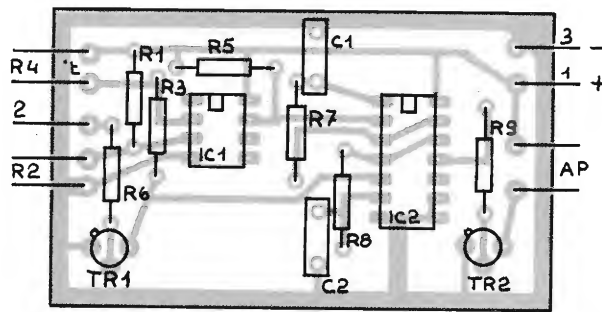 C1
3 −
R1
R5
R4
't
R3
1 +
2
R7
R9
IC1
R2
AP
R6
IC2
R8
TR1
C2
TR2